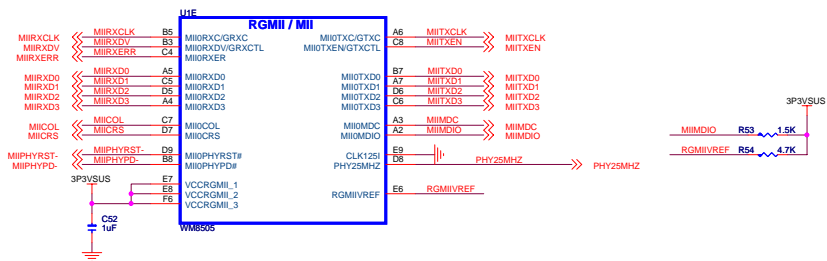 U1E
RGMII / MII
MIIRXCLK MIIRXCLK B5 MII0RXC/GRXC MII0TXC/GTXC A6 MIITXCLK MIITXCLK
MIIRXDV MIIRXDV B3 MII0RXDV/GRXCTL MII0TXEN/GTXCTL C8 MIITXEN MIITXEN
MIIRXERR MIIRXERR C4 MII0RXER
MIIRXD0 MIIRXD0 A5 MII0RXD0 MII0TXD0 B7 MIITXD0 MIITXD0
MIIRXD1 MIIRXD1 C5 MII0RXD1 MII0TXD1 A7 MIITXD1 MIITXD1
MIIRXD2 MIIRXD2 D5 MII0RXD2 MII0TXD2 D6 MIITXD2 MIITXD2
MIIRXD3 MIIRXD3 A4 MII0RXD3 MII0TXD3 C6 MIITXD3 MIITXD3
3P3VSUS
MIICOL MIICOL C7 MII0COL MII0MDC A3 MIIMDC MIIMDC
MIICRS MIICRS D7 MII0CRS MII0MDIO A2 MIIMDIO MIIMDIO
MIIMDIO R53 1.5K
MIIPHYRST- MIIPHYRST- D9 MII0PHYRST# CLK125I E9
MIIPHYPD- MIIPHYPD- B8 MII0PHYPD# PHY25MHZ D8 PHY25MHZ PHY25MHZ
RGMIIVREF R54 4.7K
3P3VSUS E7 VCCRGMII_1
E8 VCCRGMII_2 RGMIIVREF E6 RGMIIVREF
F6 VCCRGMII_3
C52
1uF
WM8505